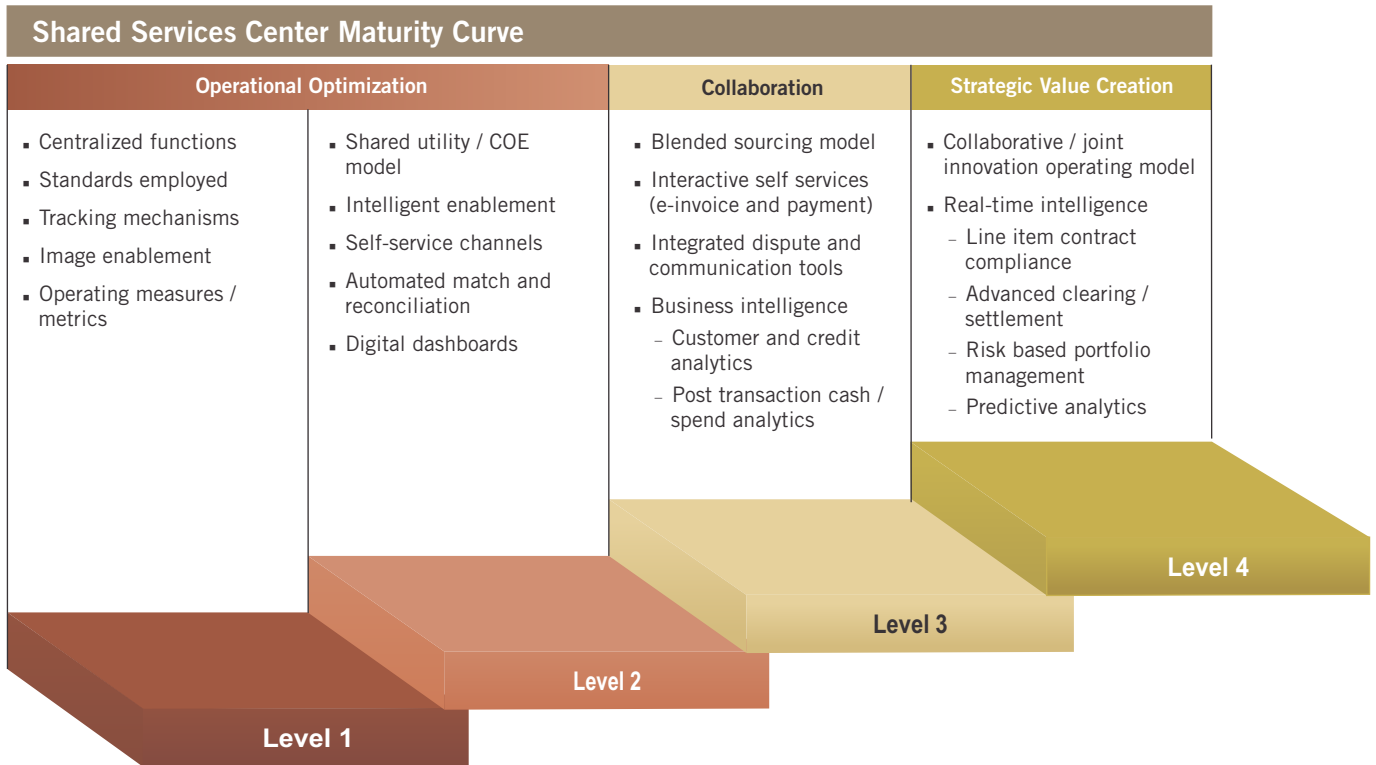 Shared Services Center Maturity Curve
Operational Optimization
Collaboration
Strategic Value Creation
▪ Centralized functions
▪ Standards employed
▪ Tracking mechanisms
▪ Image enablement
▪ Operating measures /
metrics
▪ Shared utility / COE
model
▪ Intelligent enablement
▪ Self-service channels
▪ Automated match and
reconciliation
▪ Digital dashboards
▪ Blended sourcing model
▪ Interactive self services
(e-invoice and payment)
▪ Integrated dispute and
communication tools
▪ Business intelligence
– Customer and credit
analytics
– Post transaction cash /
spend analytics
▪ Collaborative / joint
innovation operating model
▪ Real-time intelligence
– Line item contract
compliance
– Advanced clearing /
settlement
– Risk based portfolio
management
– Predictive analytics
Level 1
Level 2
Level 3
Level 4